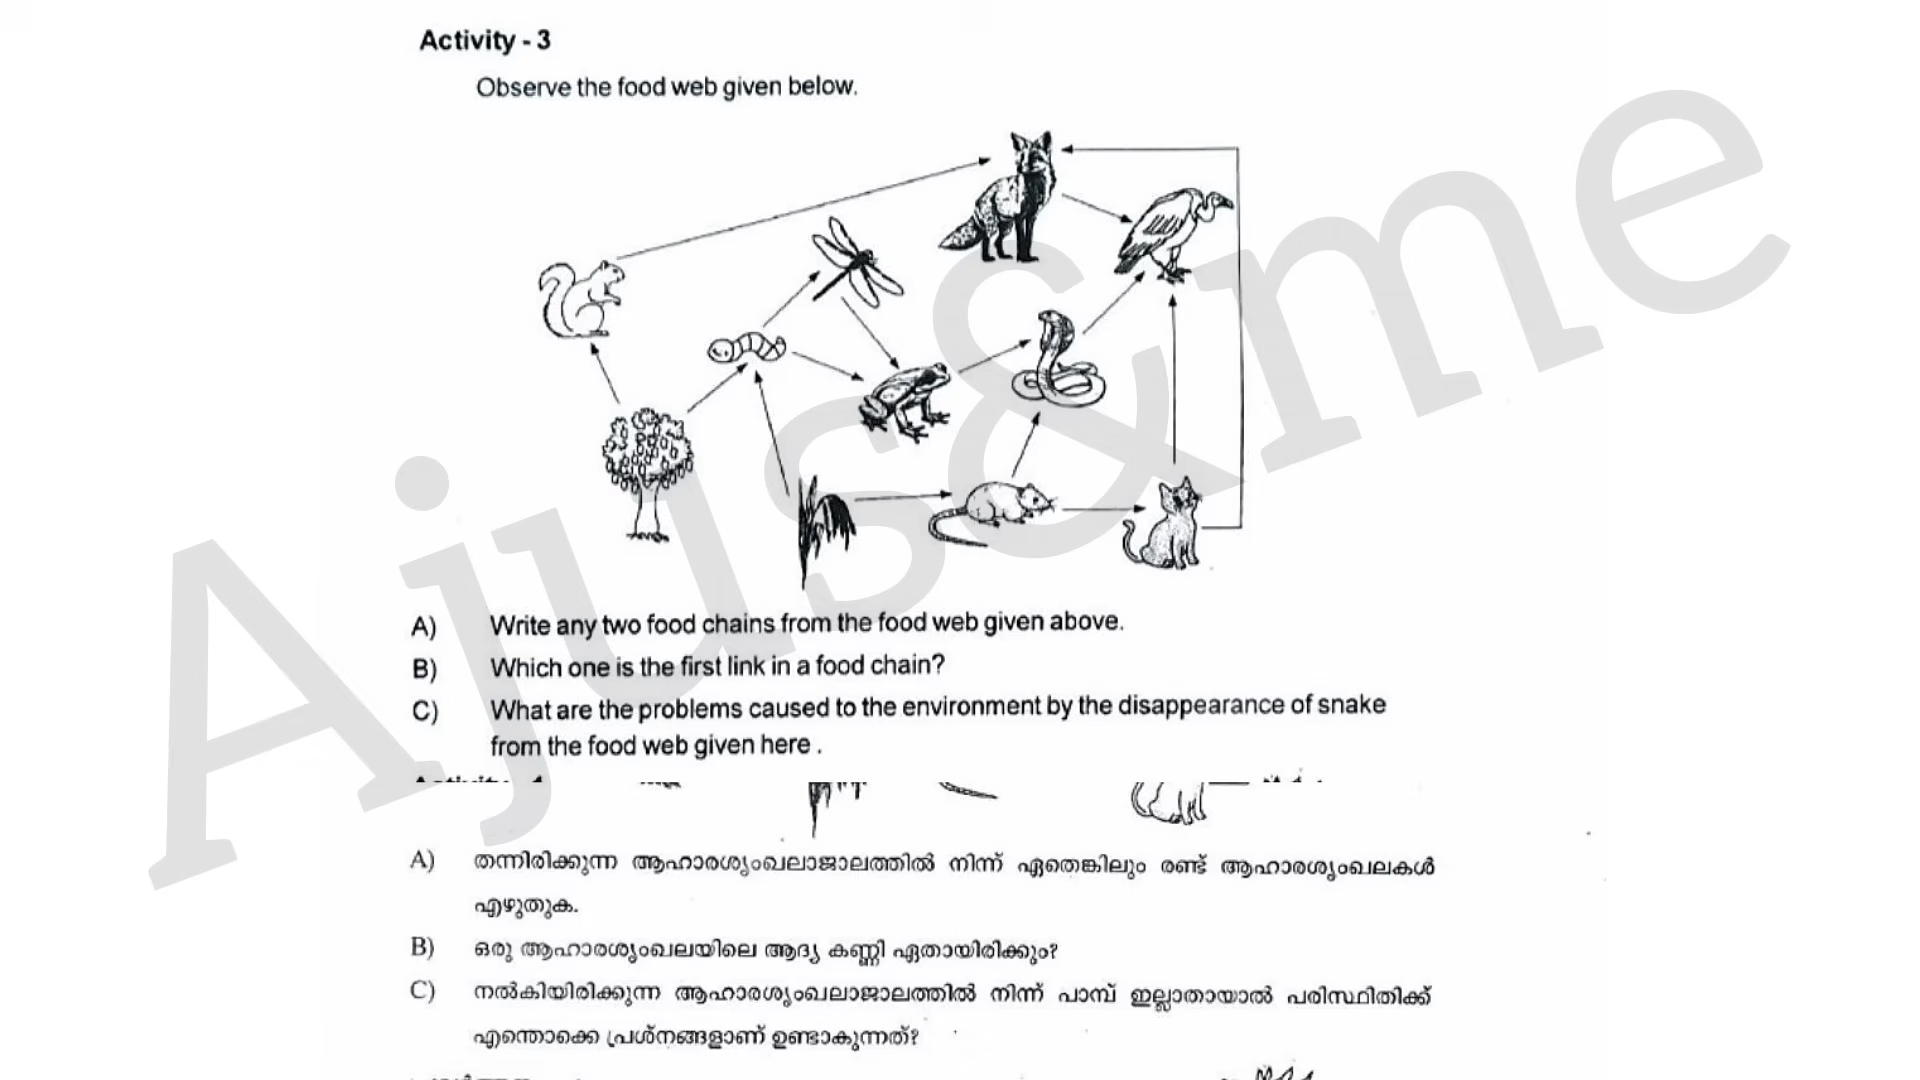 Activity - 3
Observe the food web given below.
A) Write any two food chains from the food web given above.
B) Which one is the first link in a food chain?
C) What are the problems caused to the environment by the disappearance of snake
from the food web given here .
A) തന്നിരിക്കുന്ന ആഹാരശൃംഖലാജാലത്തിൽ നിന്ന് ഏതെങ്കിലും രണ്ട് ആഹാരശൃംഖലകൾ
എഴുതുക.
B) ഒരു ആഹാരശൃംഖലയിലെ ആദ്യ കണ്ണി ഏതായിരിക്കും?
C) നൽകിയിരിക്കുന്ന ആഹാരശൃംഖലാജാലത്തിൽ നിന്ന് പാമ്പ് ഇല്ലാതായാൽ പരിസ്ഥിതിക്ക്
എന്തൊക്കെ പ്രശ്നങ്ങളാണ് ഉണ്ടാകുന്നത്?
Ajus&me